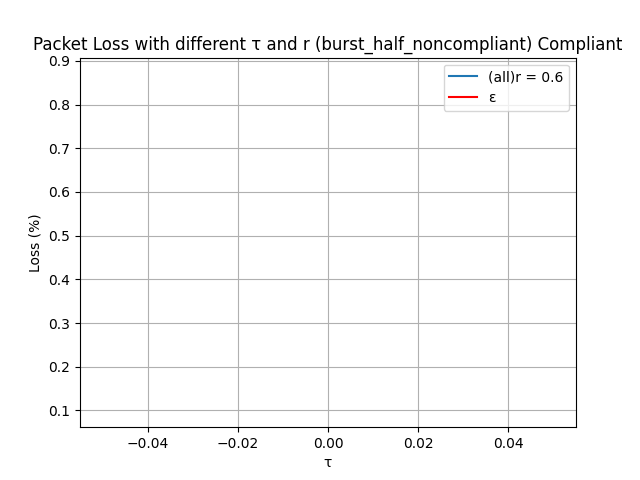 Packet Loss with different τ and r (burst_half_noncompliant) Compliant
(all)r = 0.6
ε
Loss (%)
0.9
0.8
0.7
0.6
0.5
0.4
0.3
0.2
0.1
−0.04
−0.02
0.00
0.02
0.04
τ